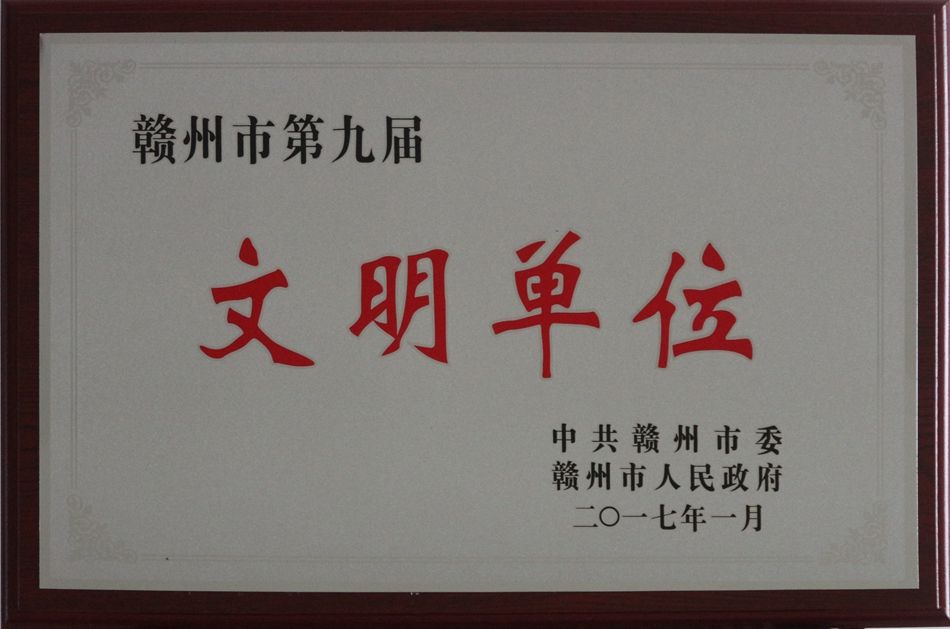 赣州市第九届
文明单位
中共赣州市委
赣州市人民政府
二〇一七年一月